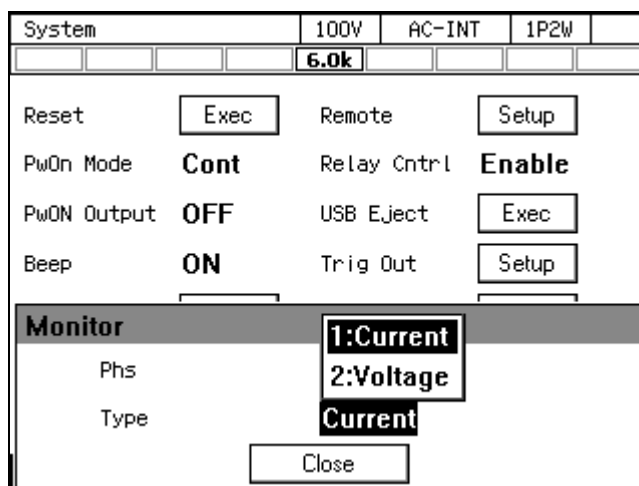 System 100V AC-INT 1P2W
6.0k
Reset Exec Remote Setup
PwOn Mode Cont Relay Cntrl Enable
PwON Output OFF USB Eject Exec
Beep ON Trig Out Setup
Monitor
1:Current
Phs 2:Voltage
Type Current
Close